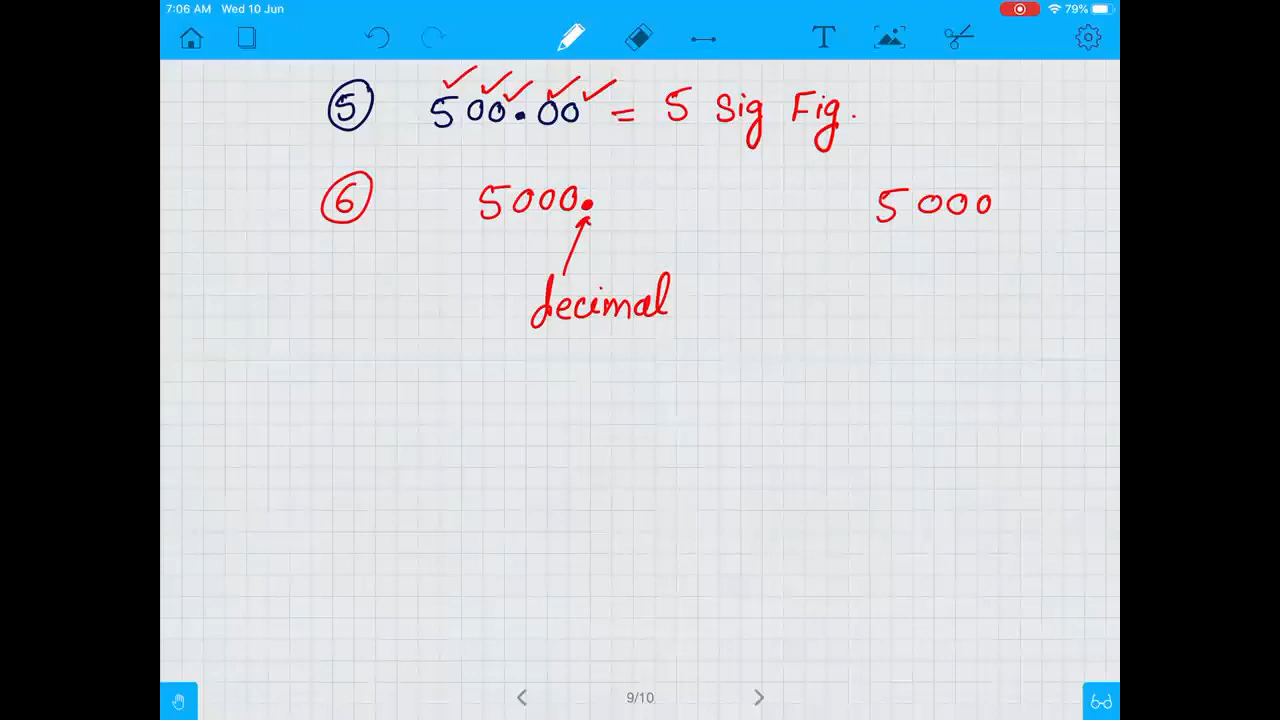 7:06 AM Wed 10 Jun 79%
T
5 500.00 = 5 Sig Fig.
6 5000. 5000
decimal
9/10